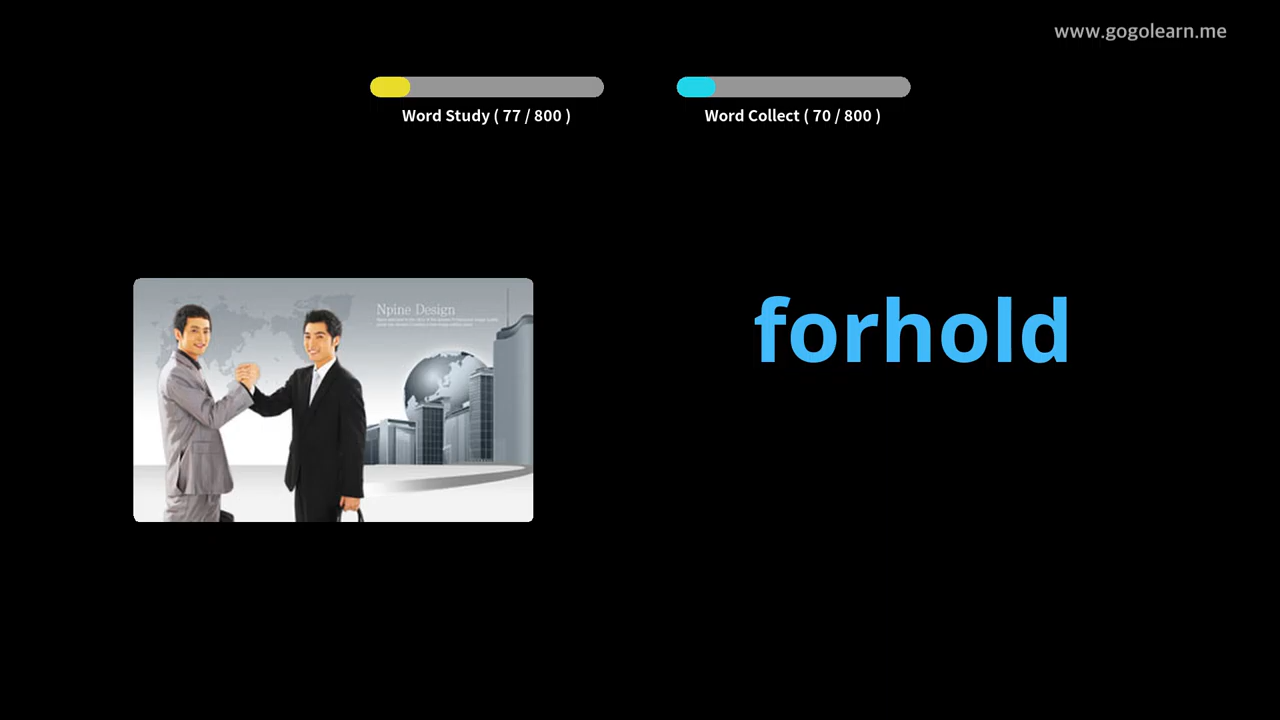 www.gogolearn.me
Word Study ( 77 / 800 )
Word Collect ( 70 / 800 )
Npine Design
forhold